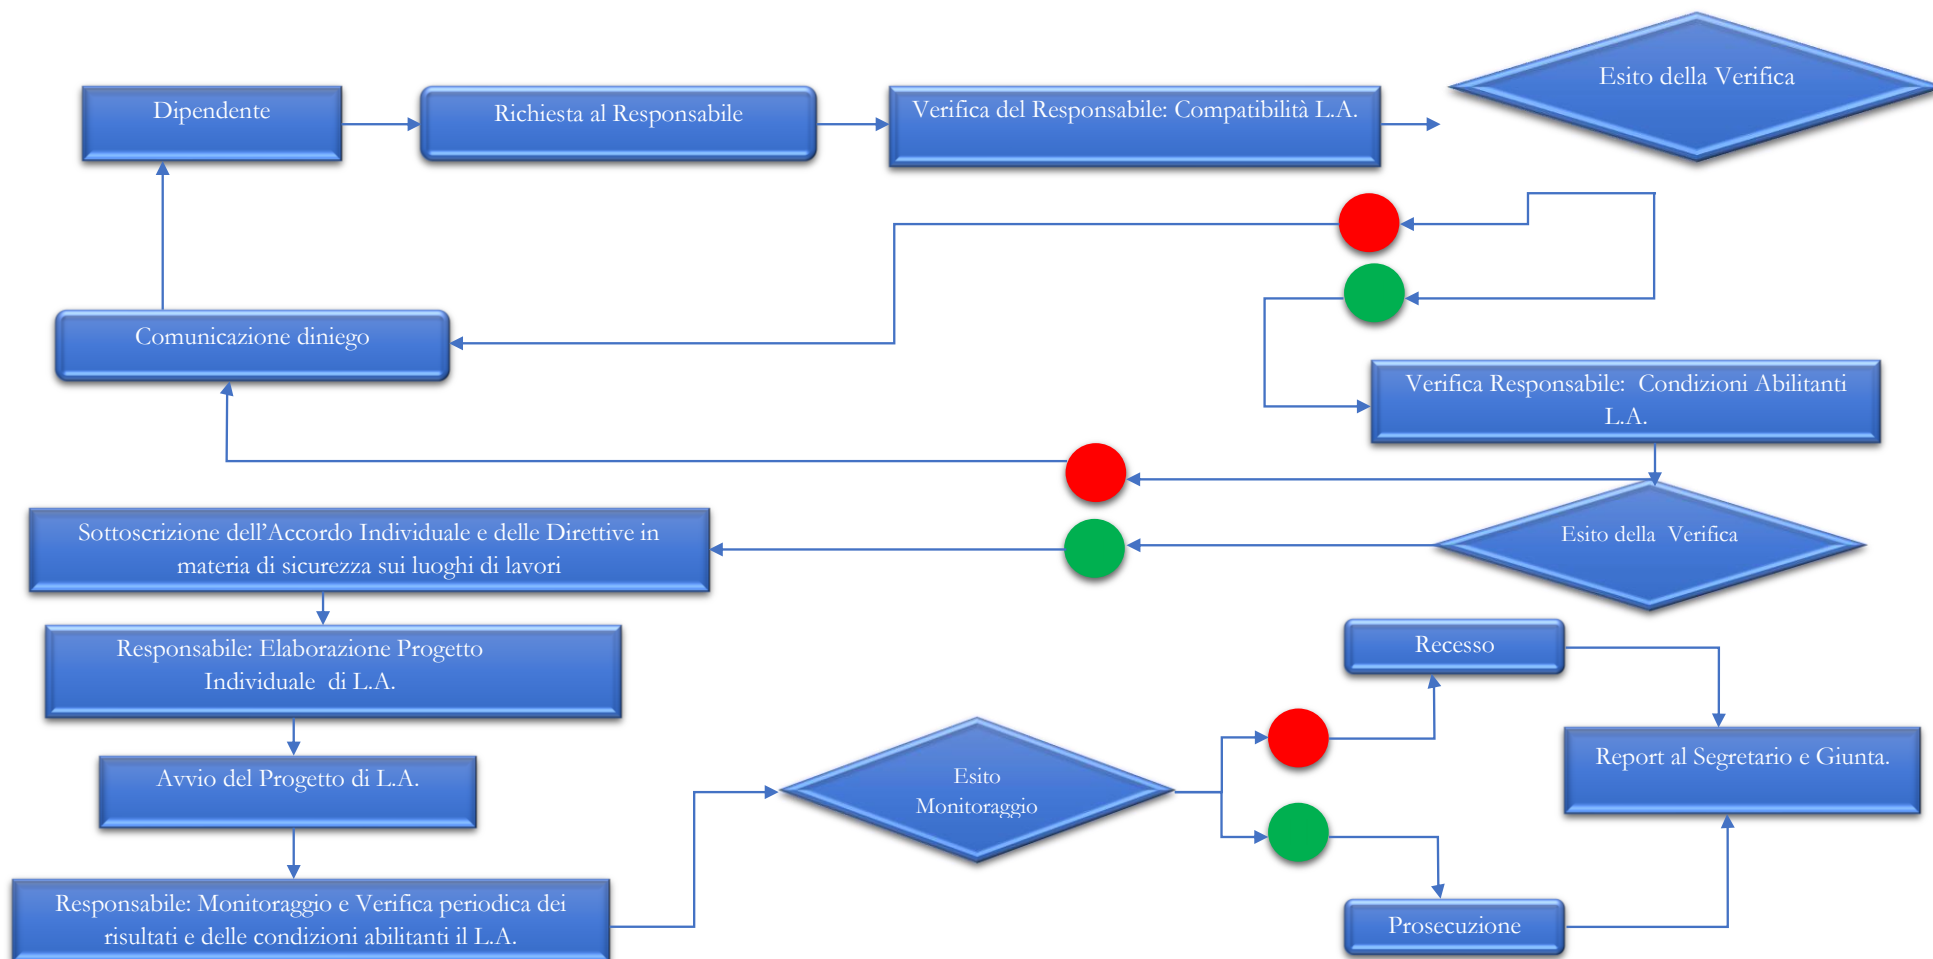 Dipendente
Richiesta al Responsabile
Verifica del Responsabile: Compatibilità L.A.
Esito della Verifica
Comunicazione diniego
Verifica Responsabile:  Condizioni Abilitanti
L.A.
Esito della  Verifica
Sottoscrizione dell’Accordo Individuale e delle Direttive in
materia di sicurezza sui luoghi di lavori
Responsabile: Elaborazione Progetto
Individuale  di L.A.
Avvio del Progetto di L.A.
Responsabile: Monitoraggio e Verifica periodica dei
risultati e delle condizioni abilitanti il L.A.
Esito
Monitoraggio
Recesso
Report al Segretario e Giunta.
Prosecuzione